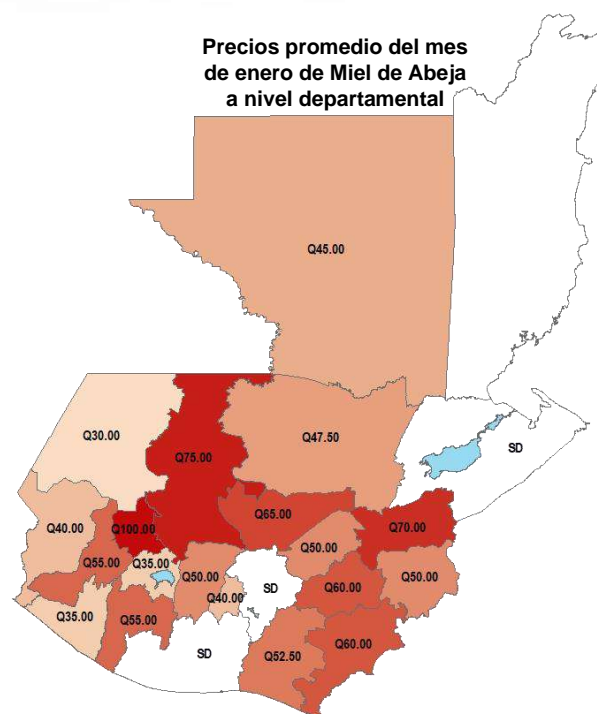 Precios promedio del mes
de enero de Miel de Abeja
a nivel departamental
Q45.00
Q30.00
Q47.50
SD
Q75.00
Q40.00
Q100.00
Q65.00
Q70.00
Q55.00
Q35.00
Q50.00
Q50.00
Q50.00
Q40.00
SD
Q60.00
Q35.00
Q55.00
SD
Q52.50
Q60.00